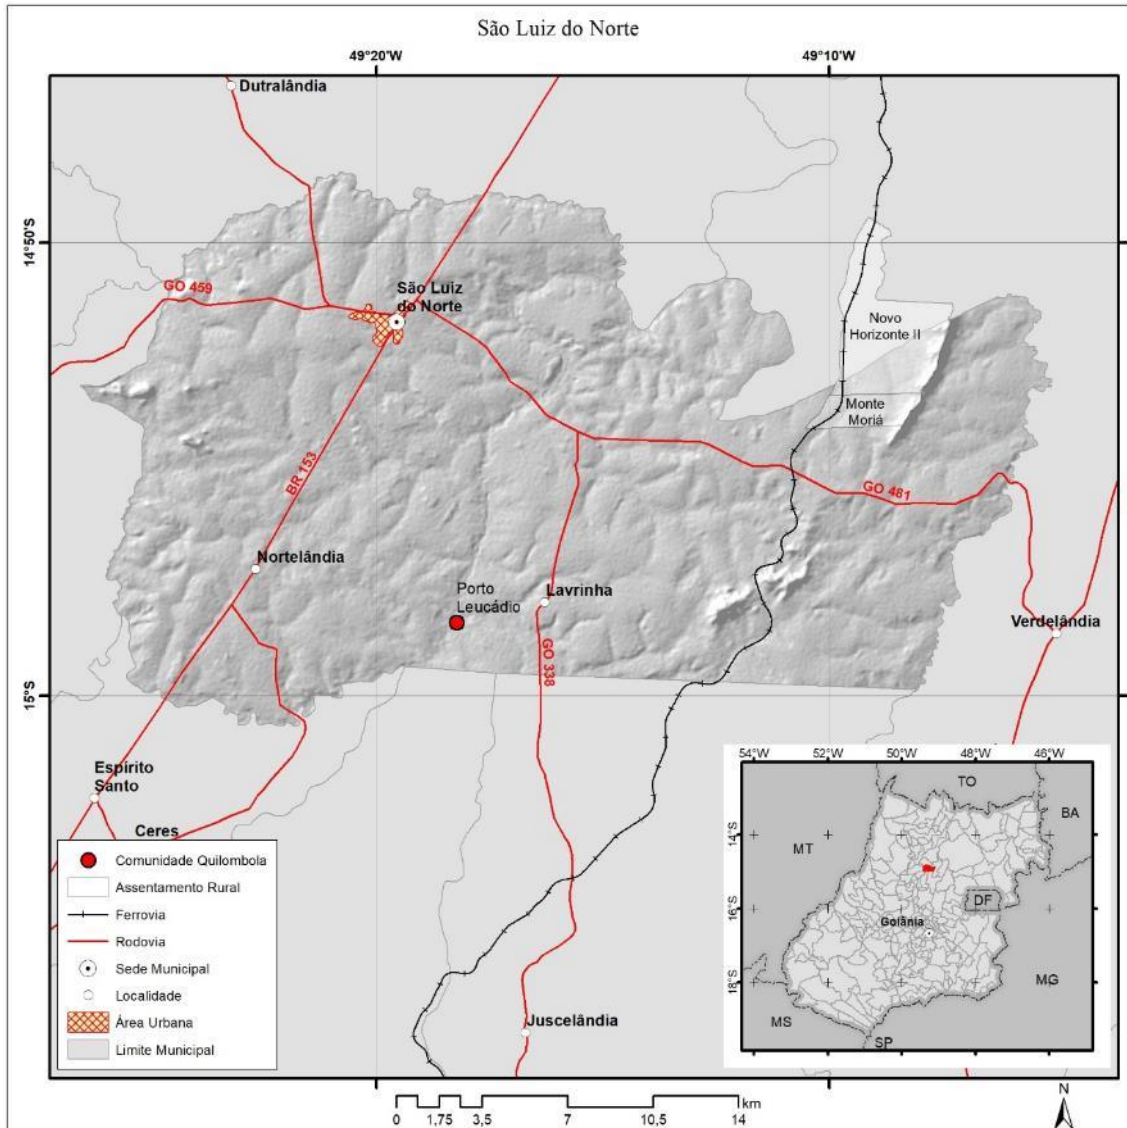 São Luiz do Norte
49°20'W
49°10'W
Dutralândia
14°50'S
GO 459
São Luiz
do Norte
Novo
Horizonte II
Monte
Moriá
BR 153
GO 481
Nortelândia
Porto
Leucádio
Lavrinha
Verdelândia
GO 338
15°S
Espírito
Santo
Ceres
Juscelândia
Comunidade Quilombola
Assentamento Rural
Ferrovia
Rodovia
Sede Municipal
Localidade
Área Urbana
Limite Municipal
54°W
52°W
50°W
48°W
46°W
TO
BA
14°S
MT
DF
16°S
Goiânia
18°S
MG
MS
SP
N
km
0
1,75
3,5
7
10,5
14